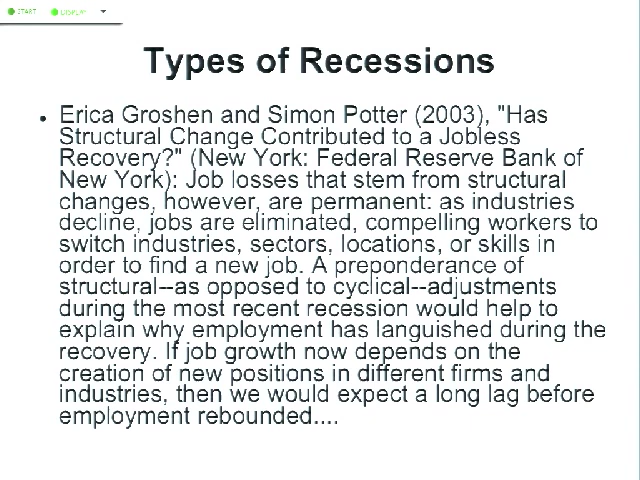 START DISPLAY
Types of Recessions
• Erica Groshen and Simon Potter (2003), "Has
Structural Change Contributed to a Jobless
Recovery?" (New York: Federal Reserve Bank of
New York): Job losses that stem from structural
changes, however, are permanent: as industries
decline, jobs are eliminated, compelling workers to
switch industries, sectors, locations, or skills in
order to find a new job. A preponderance of
structural--as opposed to cyclical--adjustments
during the most recent recession would help to
explain why employment has languished during the
recovery. If job growth now depends on the
creation of new positions in different firms and
industries, then we would expect a long lag before
employment rebounded....